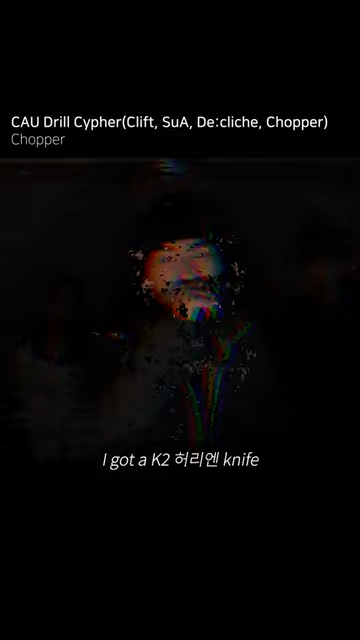 CAU Drill Cypher(Clift, SuA, De:cliche, Chopper)
Chopper
I got a K2 허리엔 knife